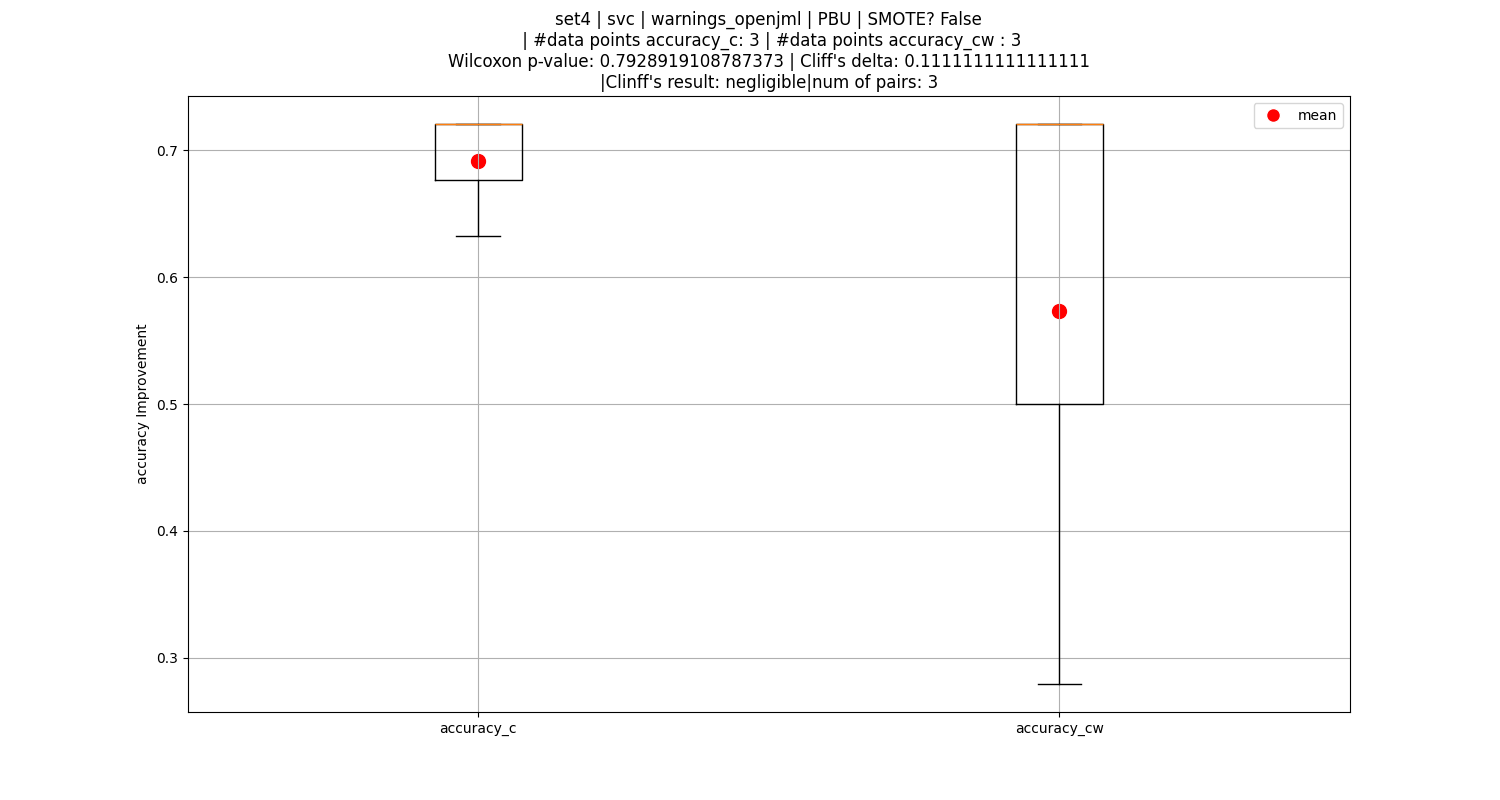 set4 | svc | warnings_openjml | PBU | SMOTE? False
| #data points accuracy_c: 3 | #data points accuracy_cw : 3
Wilcoxon p-value: 0.7928919108787373 | Cliff's delta: 0.1111111111111111
|Clinff's result: negligible|num of pairs: 3
mean
0.7
0.6
0.5
0.4
0.3
accuracy Improvement
accuracy_c
accuracy_cw